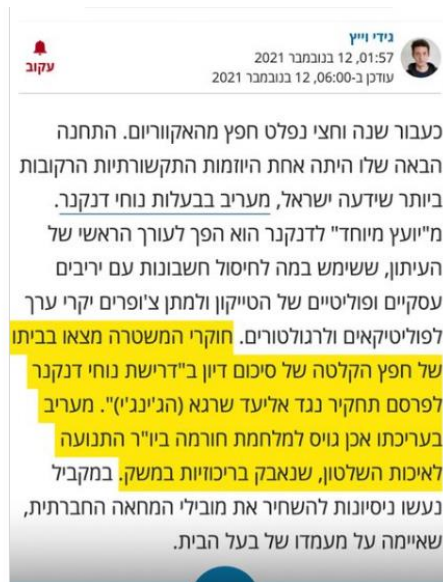 גידי וייץ
01:57, 12 בנובמבר 2021
עודכן ב-06:00, 12 בנובמבר 2021
עקוב
כעבור שנה וחצי נפלט חפץ מהאקווריום. התחנה
הבאה שלו היתה אחת היוזמות התקשורתיות הרקובות
ביותר שידעה ישראל, מעריב בבעלות נוחי דנקנר.
מ"יועץ מיוחד" לדנקנר הוא הפך לעורך הראשי של
העיתון, ששימש במה לחיסול חשבונות עם יריבים
עסקיים ופוליטיים של הטייקון ולמתן צ'ופרים יקרי ערך
לפוליטיקאים ולרגולטורים. חוקרי המשטרה מצאו בביתו
של חפץ הקלטה של סיכום דיון ב"דרישת נוחי דנקנר
לפרסם תחקיר נגד אליעד שרגא (הג'ינג'י)". מעריב
בעריכתו אכן גויס למלחמת חורמה ביו"ר התנועה
לאיכות השלטון, שנאבק בריכוזיות במשק. במקביל
נעשו ניסיונות להשחיר את מובילי המחאה החברתית,
שאיימה על מעמדו של בעל הבית.